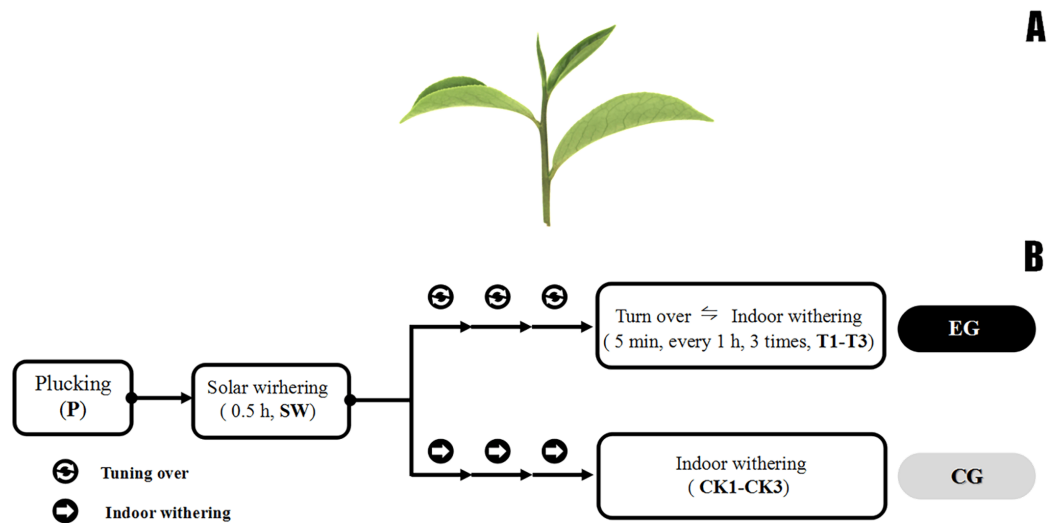 A
B
Turn over ⇋ Indoor withering
( 5 min, every 1 h, 3 times, T1-T3)
EG
Plucking
(P)
Solar wirhering
( 0.5 h, SW)
Tuning over
Indoor withering
Indoor withering
( CK1-CK3)
CG